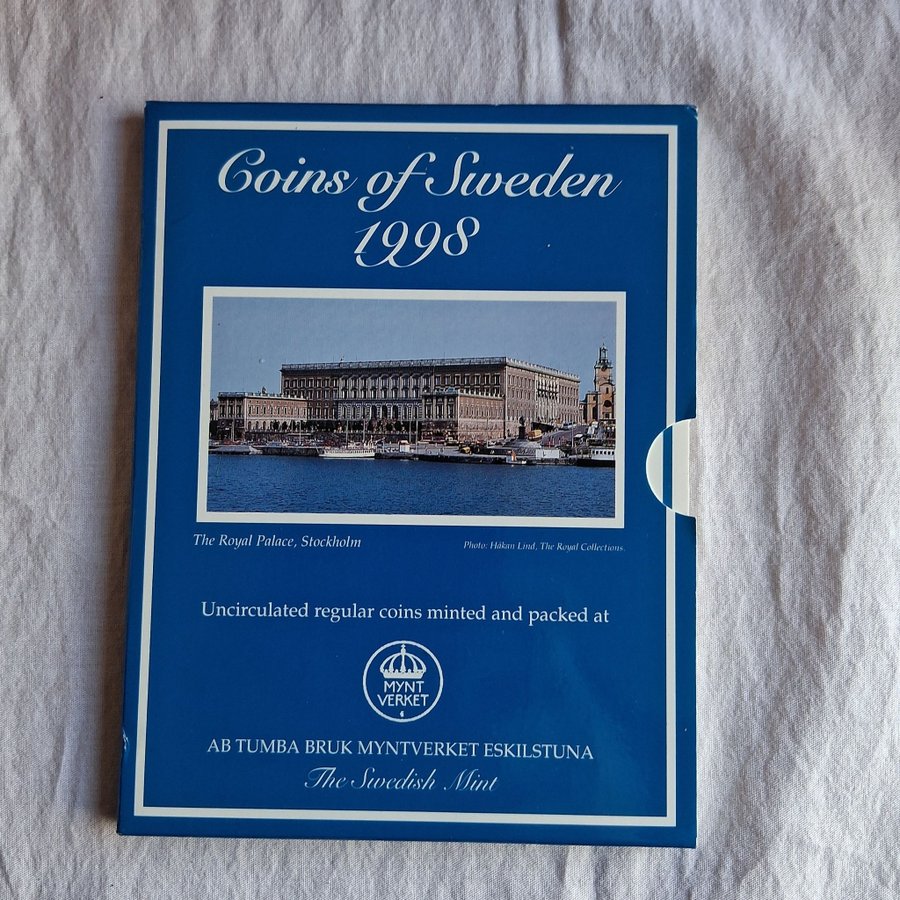 Coins of Sweden
1998
The Royal Palace, Stockholm
Photo: Håkan Lind, The Royal Collections.
Uncirculated regular coins minted and packed at
MYNT
VERKET
AB TUMBA BRUK MYNTVERKET ESKILSTUNA
The Swedish Mint